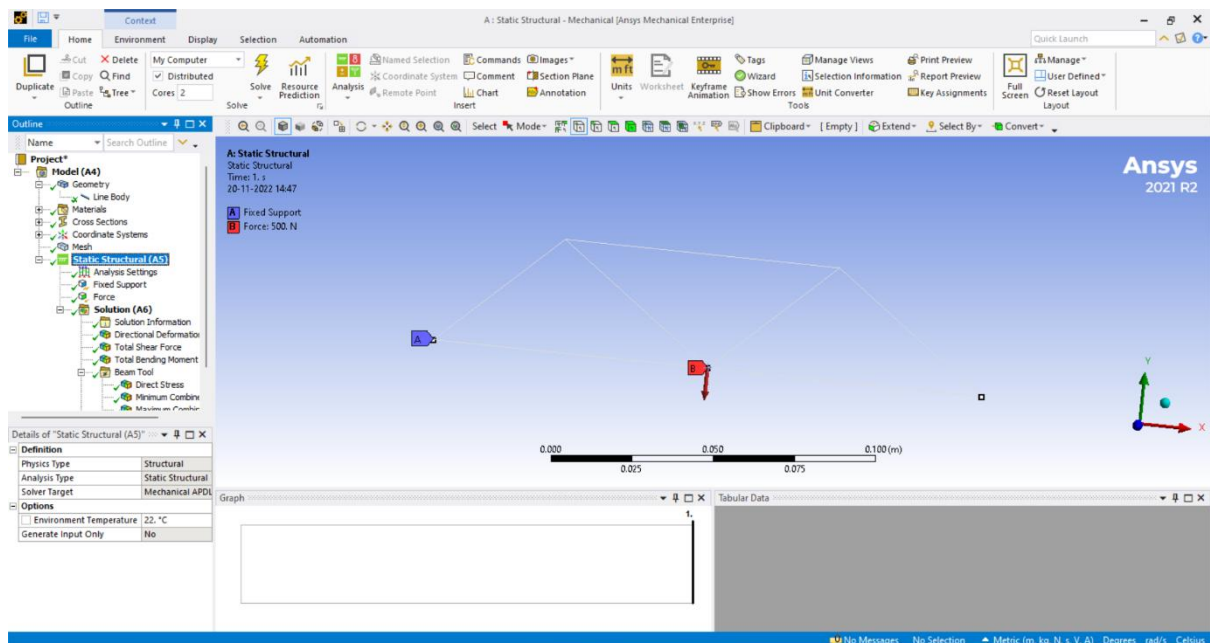 Context
A : Static Structural - Mechanical [Ansys Mechanical Enterprise]
File Home Environment Display Selection Automation
Quick Launch
Duplicate
Cut
Copy
Paste
Delete
Find
Tree
Outline
My Computer
Distributed
Cores 2
Solve
Resource Prediction
Solve
Analysis
Named Selection
Coordinate System
Remote Point
Commands
Comment
Chart
Images
Section Plane
Annotation
Insert
Units
Worksheet
Keyframe Animation
Tags
Wizard
Show Errors
Manage Views
Selection Information
Unit Converter
Print Preview
Report Preview
Key Assignments
Tools
Full Screen
Manage
User Defined
Reset Layout
Layout
Outline
Select Mode Clipboard [Empty] Extend Select By Convert
Name Search Outline
Project*
Model (A4)
Geometry
Line Body
Materials
Cross Sections
Coordinate Systems
Mesh
Static Structural (A5)
Analysis Settings
Fixed Support
Force
Solution (A6)
Solution Information
Directional Deformation
Total Shear Force
Total Bending Moment
Beam Tool
Direct Stress
Minimum Combine
Maximum Combin
A: Static Structural
Static Structural
Time: 1. s
20-11-2022 14:47
A Fixed Support
B Force: 500. N
Ansys
2021 R2
A
B
Y
X
0.000 0.050 0.100 (m)
0.025 0.075
Details of "Static Structural (A5)"
Definition
Physics Type Structural
Analysis Type Static Structural
Solver Target Mechanical APDL
Options
Environment Temperature 22. °C
Generate Input Only No
Graph
1.
Tabular Data
No Messages No Selection Metric (m, kg, N, s, V, A) Degrees rad/s Celsius